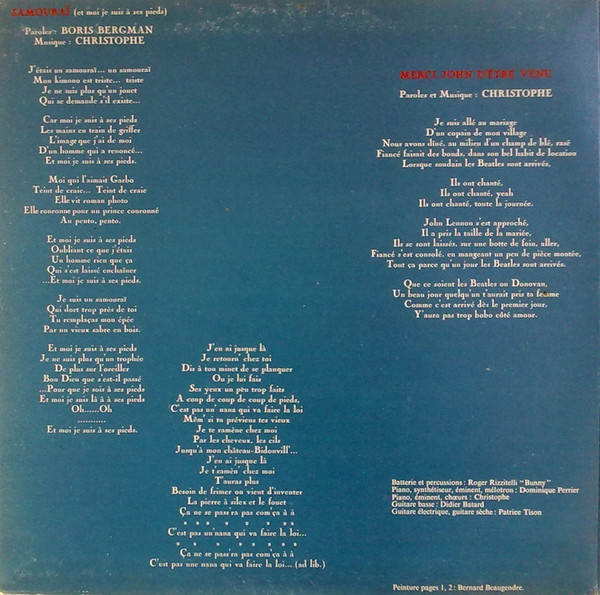 SAMOURAÏ (et moi je suis à ses pieds)
Paroles : BORIS BERGMAN
Musique : CHRISTOPHE
J'étais un samouraï... un samouraï
Mon kimono est triste... triste
Je ne suis plus qu'un jouet
Qui se demande s'il existe...
Car moi je suis à ses pieds
Les mains en train de griffer
L'image que j'ai de moi
D'un homme qui a renoncé...
Et moi je suis à ses pieds.
Moi qui l'aimait Garbo
Teint de craie... Teint de craie
Elle vit roman photo
Elle ronronne pour un prince couronné
Au pento, pento.
Et moi je suis à ses pieds
Oubliant ce que j'étais
Un homme rien que ça
Qui s'est laissé enchaîner
...Et moi je suis à ses pieds.
Je suis un samouraï
Qui dort trop près de toi
Tu remplaças mon épée
Par un vieux sabre en bois.
Et moi je suis à ses pieds
Je ne suis plus qu'un trophée
De plus sur l'oreiller
Bon Dieu que s'est-il passé
...Pour que je sois à ses pieds
Et moi je suis là à à ses pieds
Oh......Oh
............
Et moi je suis à ses pieds.
J'en ai jusque là
Je retourn' chez toi
Dis à ton minet de se planquer
Ou je lui fais
Ses yeux un peu trop faits
A coup de coup de coup de pieds,
C'est pas un' nana qui va faire la loi
Mêm' si tu préviens tes vieux
Je te ramène chez moi
Par les cheveux, les cils
Jusqu'à mon château-Bidonvill'...
J'en ai jusque là
Je t'ramèn' chez moi
T'auras plus
Besoin de frimer on vient d'inventer
La pierre à silex et le fouet
Ça ne se pass'ra pas com'ça à à
** * * * * **
C'est pas un'nana qui va faire la loi...
** * * * **
Ça ne se pass'ra pas com'ça à à
C'est pas une nana qui va faire la loi... (ad lib.)
MERCI JOHN D'ÊTRE VENU
Paroles et Musique : CHRISTOPHE
Je suis allé au mariage
D'un copain de mon village
Nous avons dîné, au milieu d'un champ de blé, rasé
Fiancé faisait des bonds, dans son bel habit de location
Lorsque soudain les Beatles sont arrivés,
Ils ont chanté,
Ils ont chanté, yeah
Ils ont chanté, toute la journée.
John Lennon s'est approché,
Il a pris la taille de la mariée,
Ils se sont laissés, sur une botte de foin, aller,
Fiancé s'est consolé, en mangeant un peu de pièce montée,
Tout ça parce qu'un jour les Beatles sont arrivés.
Que ce soient les Beatles ou Donovan,
Un beau jour quelqu'un t'aurait pris ta femme
Comme c'est arrivé dès le premier jour,
Y'aura pas trop bobo côté amour.
Batterie et percussions : Roger Rizzitelli "Bunny"
Piano, synthétiseur, éminent, mélotron : Dominique Perrier
Piano, éminent, chœurs : Christophe
Guitare basse : Didier Batard
Guitare électrique, guitare sèche : Patrice Tison
Peinture pages 1, 2 : Bernard Beaugendre.